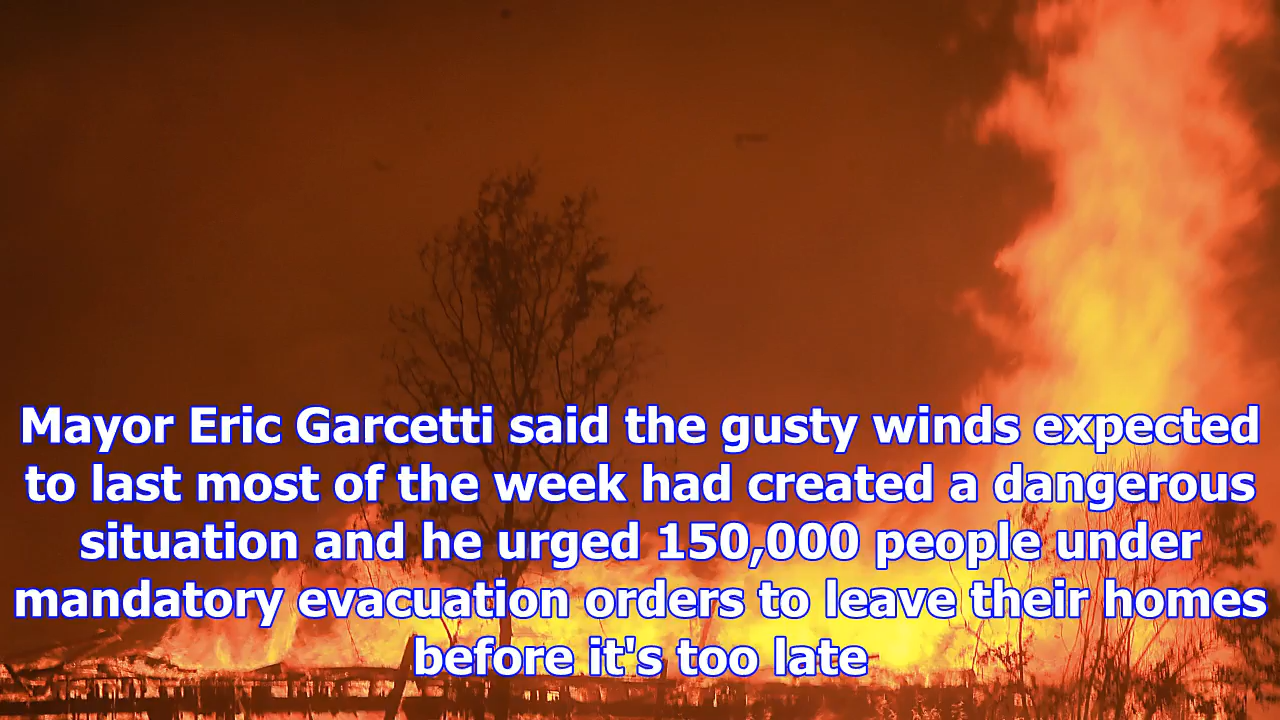 Mayor Eric Garcetti said the gusty winds expected
to last most of the week had created a dangerous
situation and he urged 150,000 people under
mandatory evacuation orders to leave their homes
before it's too late